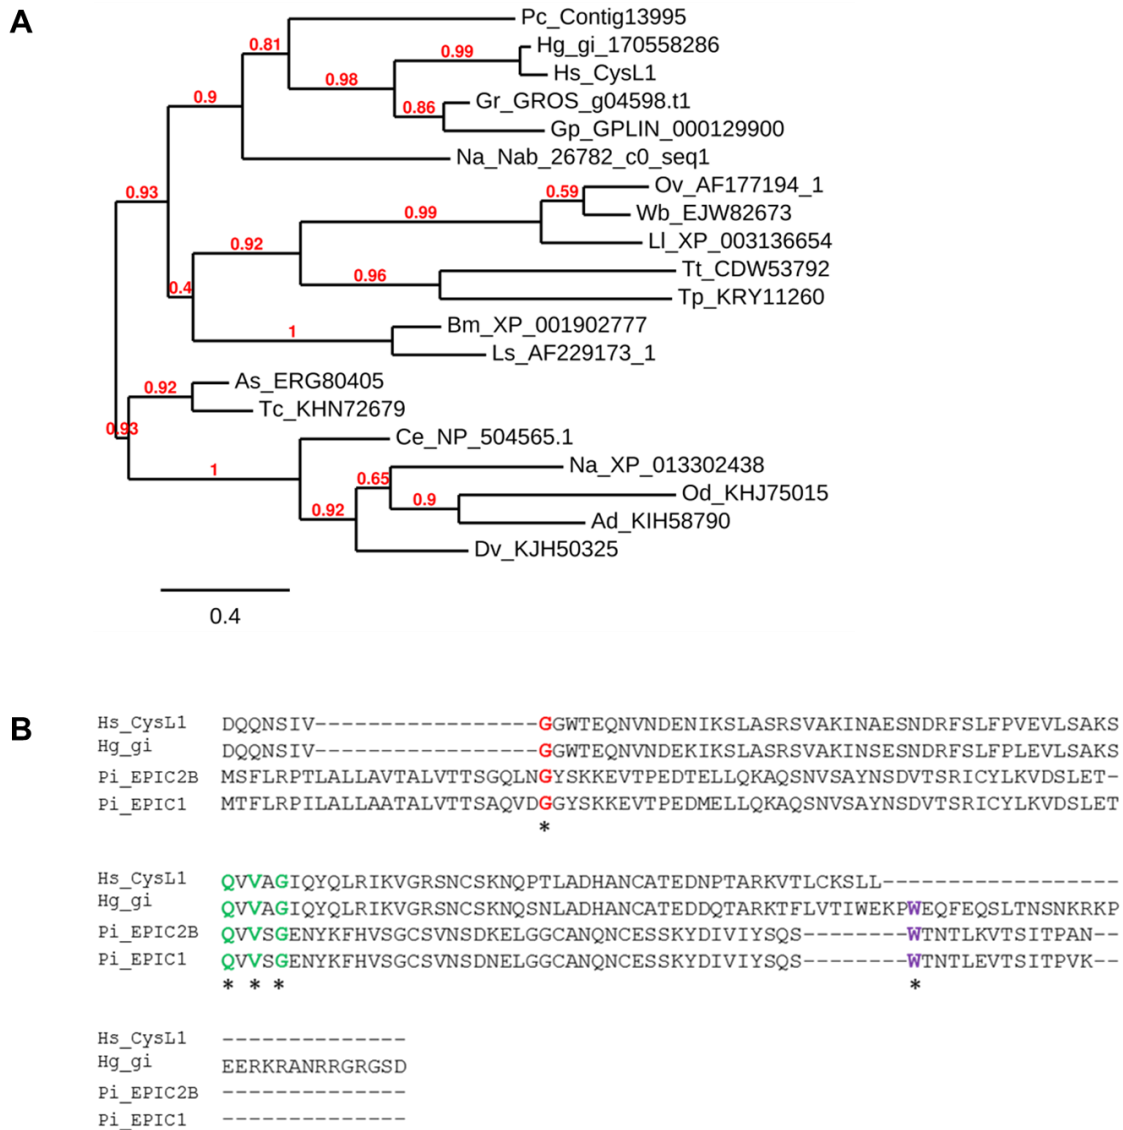 A
Pc_Contig13995
0.81
Hg_gi_170558286
0.99
Hs_CysL1
0.98
Gr_GROS_g04598.t1
0.9
0.86
Gp_GPLIN_000129900
Na_Nab_26782_c0_seq1
0.93
Ov_AF177194_1
0.59
Wb_EJW82673
0.99
Ll_XP_003136654
0.92
Tt_CDW53792
0.96
0.4
Tp_KRY11260
Bm_XP_001902777
1
Ls_AF229173_1
As_ERG80405
0.92
Tc_KHN72679
0.93
Ce_NP_504565.1
Na_XP_013302438
1
0.65
Od_KHJ75015
0.9
0.92
Ad_KIH58790
Dv_KJH50325
0.4
B
Hs_CysL1 DQQNSIV-----------------GGWTEQNVNDENIKSLASRSVAKINAESNDRFSLFPVEVLSAKS
Hg_gi DQQNSIV-----------------GGWTEQNVNDEKIKSLASRSVAKINSESNDRFSLFPLEVLSAKS
Pi_EPIC2B MSFLRPTLALLAVTALVTTSGQLNGYSKKEVTPEDTELLQKAQSNVSAYNSDVTSRICYLKVDSLET-
Pi_EPIC1 MTFLRPILALLAATALVTTSAQVDGGYSKKEVTPEDMELLQKAQSNVSAYNSDVTSRICYLKVDSLET
*
Hs_CysL1 QVVAGIQYQLRIKVGRSNCSKNQPTLADHANCATEDNPTARKVTLCKSLL------------------
Hg_gi QVVAGIQYQLRIKVGRSNCSKNQSNLADHANCATEDDQTARKTFLVTIWEKPWEQFEQSLTNSNKRKP
Pi_EPIC2B QVVSGENYKFHVSGCSVNSDKELGGCANQNCESSKYDIVIYSQS--------WTNTLKVTSITPAN--
Pi_EPIC1 QVVSGENYKFHVSGCSVNSDNELGGCANQNCESSKYDIVIYSQS--------WTNTLEVTSITPVK--
* * * *
Hs_CysL1 --------------
Hg_gi EERKRANRRGRGSD
Pi_EPIC2B --------------
Pi_EPIC1 --------------